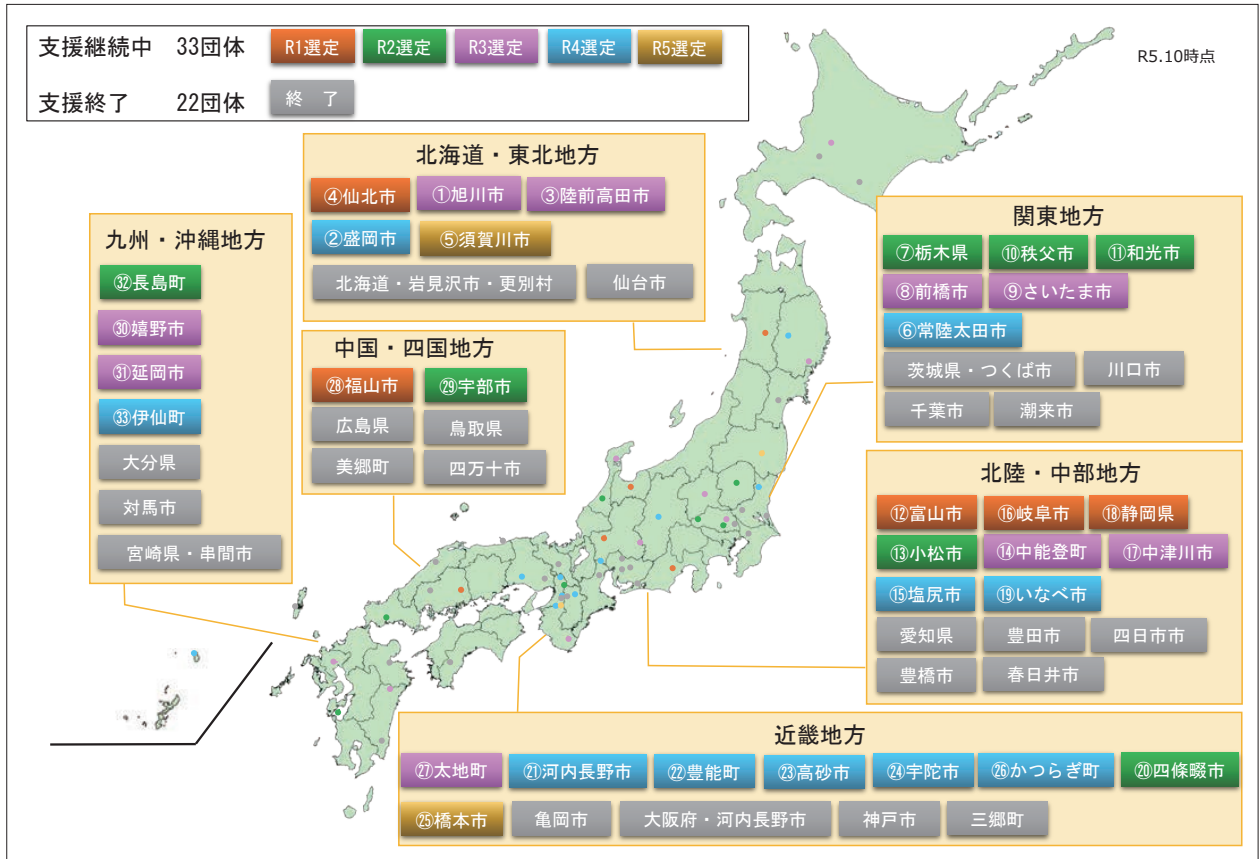 支援継続中 33団体 R1選定 R2選定 R3選定 R4選定 R5選定
支援終了 22団体 終 了
R5.10時点
北海道・東北地方
④仙北市 ①旭川市 ③陸前高田市
②盛岡市 ⑤須賀川市
北海道・岩見沢市・更別村 仙台市
九州・沖縄地方
㉜長島町
㉚嬉野市
㉛延岡市
㉝伊仙町
大分県
対馬市
宮崎県・串間市
中国・四国地方
㉘福山市 ㉙宇部市
広島県 鳥取県
美郷町 四万十市
関東地方
⑦栃木県 ⑩秩父市 ⑪和光市
⑧前橋市 ⑨さいたま市
⑥常陸太田市
茨城県・つくば市 川口市
千葉市 潮来市
北陸・中部地方
⑫富山市 ⑯岐阜市 ⑱静岡県
⑬小松市 ⑭中能登町 ⑰中津川市
⑮塩尻市 ⑲いなべ市
愛知県 豊田市 四日市市
豊橋市 春日井市
近畿地方
㉗太地町 ㉑河内長野市 ㉒豊能町 ㉓高砂市 ㉔宇陀市 ㉖かつらぎ町 ⑳四條畷市
㉕橋本市 亀岡市 大阪府・河内長野市 神戸市 三郷町